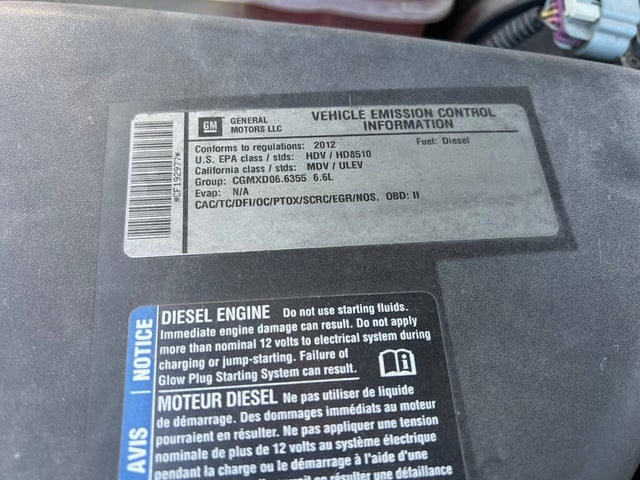 GM GENERAL MOTORS LLC
VEHICLE EMISSION CONTROL INFORMATION
Conforms to regulations: 2012 Fuel: Diesel
U.S. EPA class / stds: HDV / HD8510
California class / stds: MDV / ULEV
Group: CGMXD06.6355 6.6L
Evap: N/A
CAC/TC/DFI/OC/PTOX/SCRC/EGR/NOS, OBD: II
*CF192977*
NOTICE
DIESEL ENGINE Do not use starting fluids.
Immediate engine damage can result. Do not apply
more than nominal 12 volts to electrical system during
charging or jump-starting. Failure of
Glow Plug Starting System can result.
AVIS
MOTEUR DIESEL Ne pas utiliser de liquide
de démarrage. Des dommages immédiats au moteur
pourraient en résulter. Ne pas appliquer une tension
nominale de plus de 12 volts au système électrique
pendant la charge ou le démarrage à l'aide d'une
résulter une défaillance